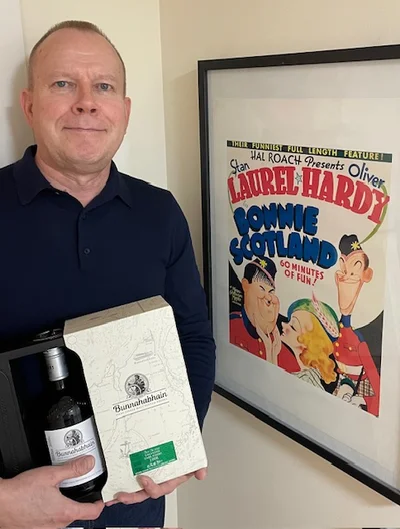 THEIR FUNNIEST FULL LENGTH FEATURE!
HAL ROACH Presents
Stan Oliver
LAUREL HARDY
BONNIE
SCOTLAND
60 MINUTES
OF FUN!
Bunnahabhain
Bunnahabhain